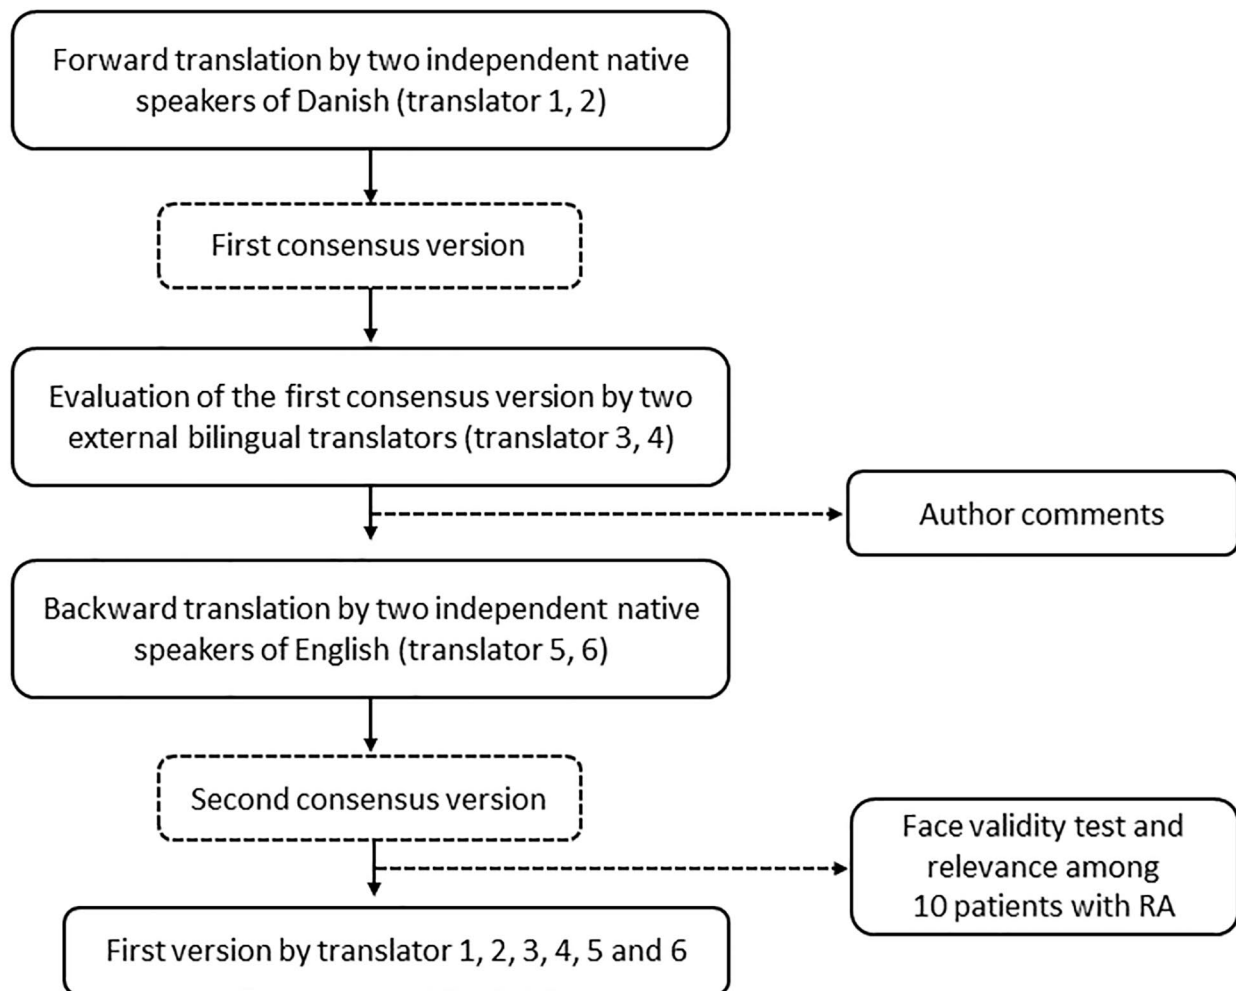 Forward translation by two independent native
speakers of Danish (translator 1, 2)
First consensus version
Evaluation of the first consensus version by two
external bilingual translators (translator 3, 4)
Author comments
Backward translation by two independent native
speakers of English (translator 5, 6)
Second consensus version
Face validity test and
relevance among
10 patients with RA
First version by translator 1, 2, 3, 4, 5 and 6